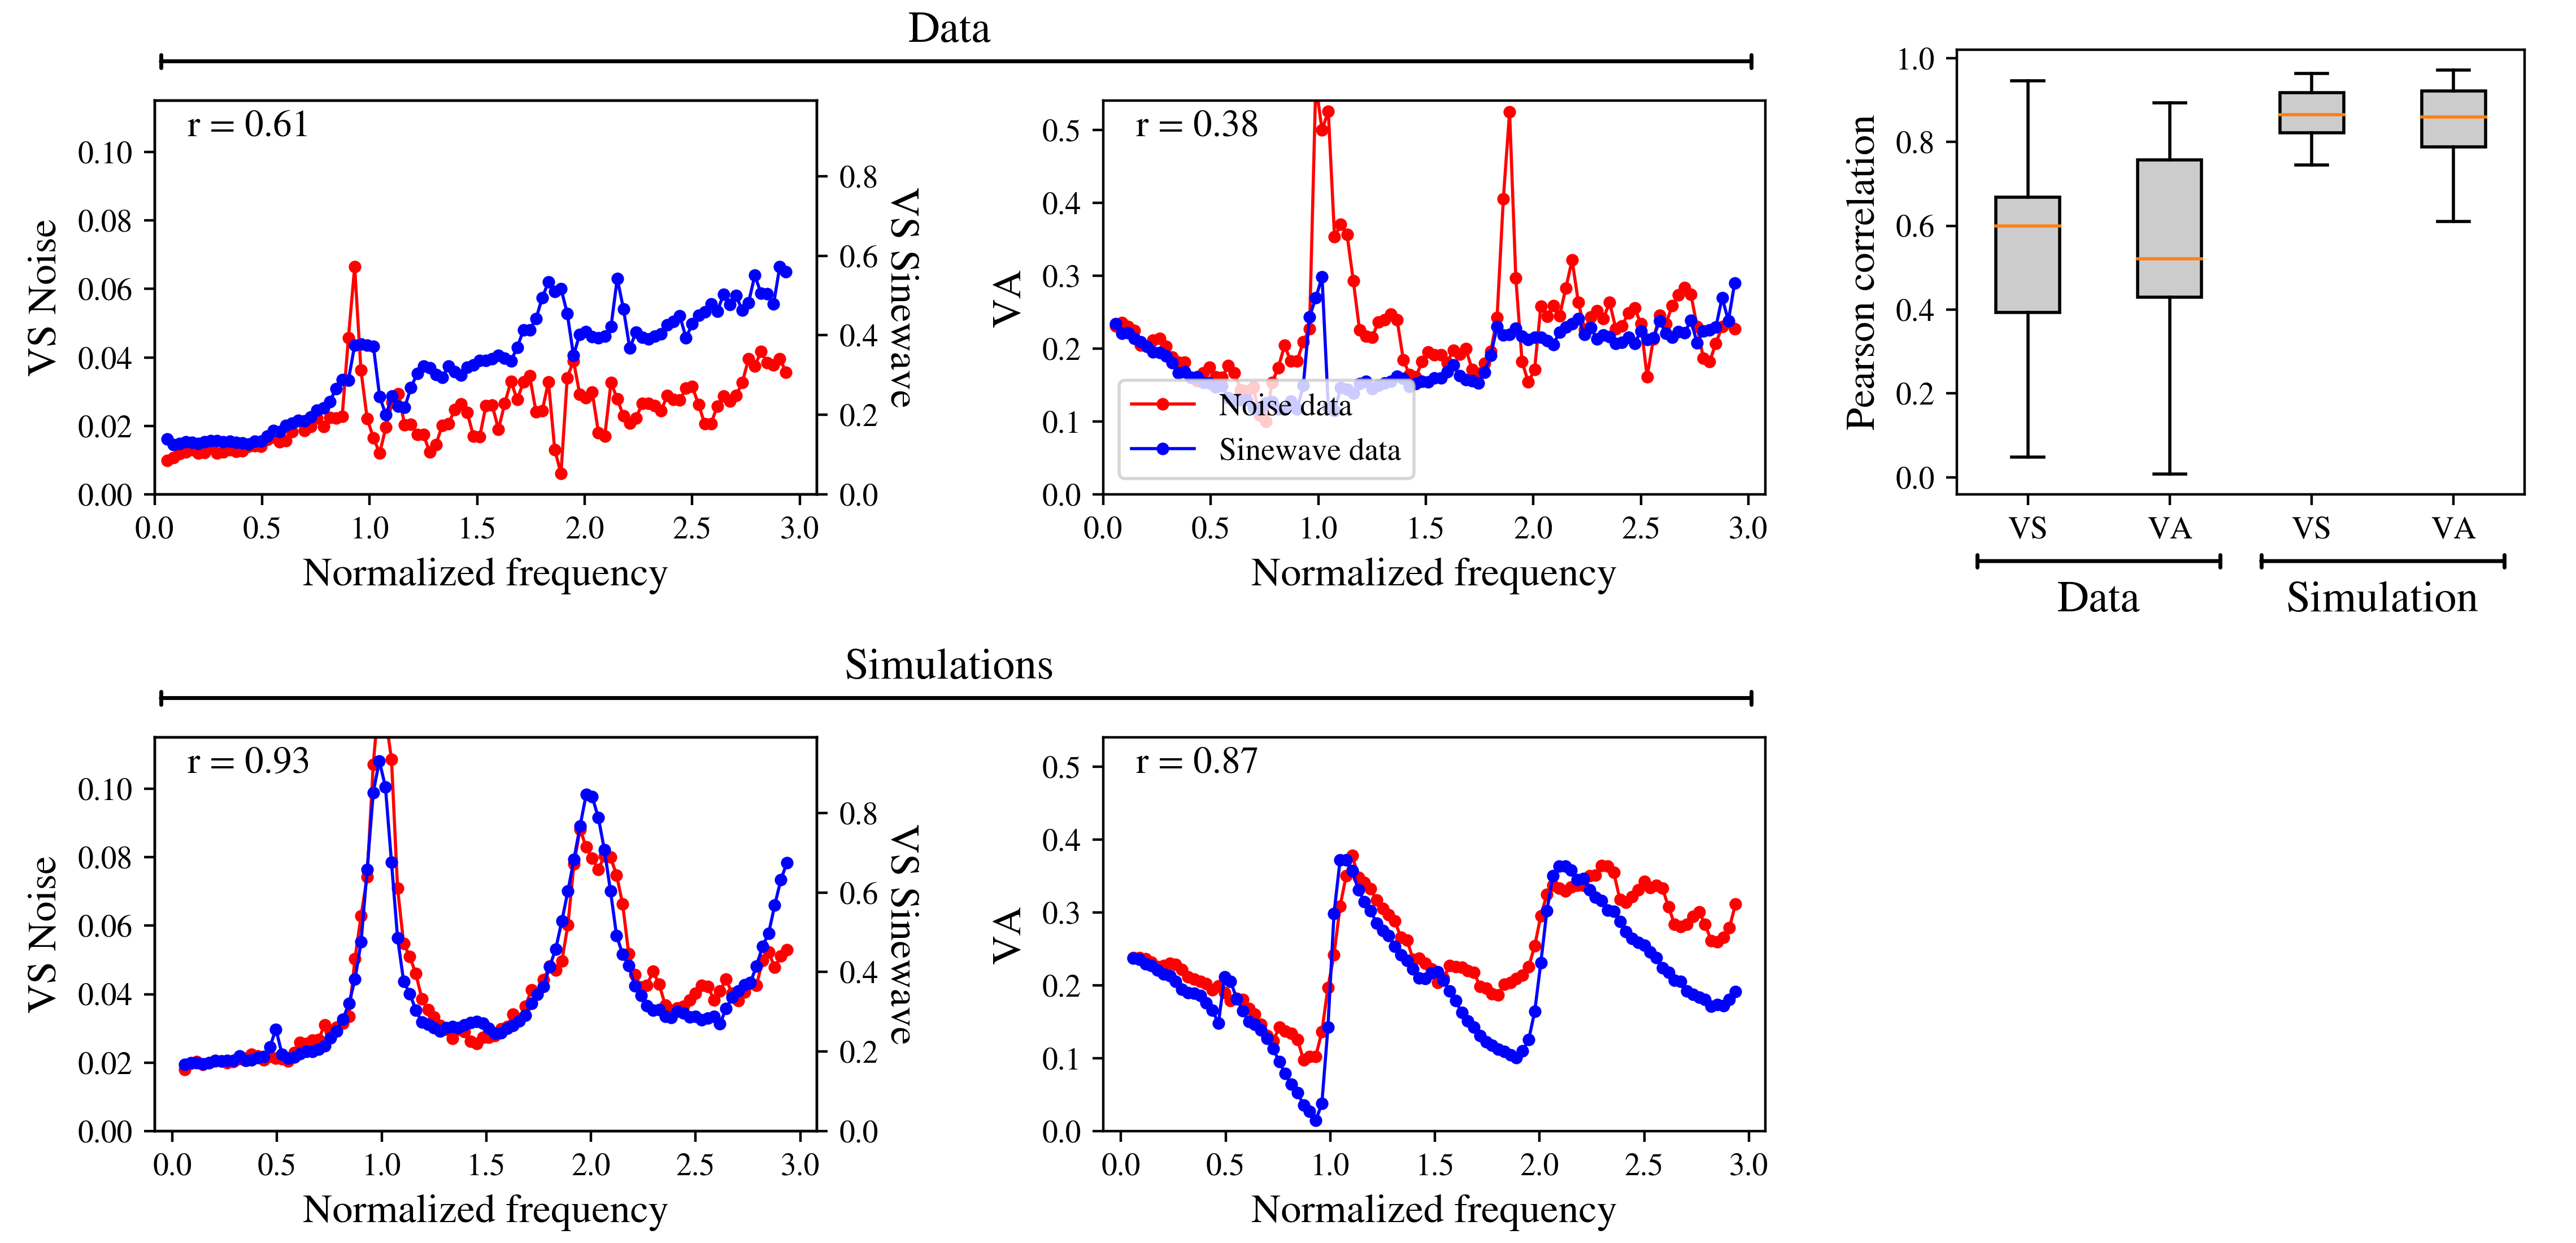 Data
r = 0.61
0.10
0.08
0.06
0.04
0.02
0.00
VS Noise
0.8
0.6
0.4
0.2
0.0
VS Sinewave
0.0 0.5 1.0 1.5 2.0 2.5 3.0
Normalized frequency
r = 0.38
0.5
0.4
0.3
0.2
0.1
0.0
VA
Noise data
Sinewave data
0.0 0.5 1.0 1.5 2.0 2.5 3.0
Normalized frequency
1.0
0.8
0.6
0.4
0.2
0.0
Pearson correlation
VS VA VS VA
Data Simulation
Simulations
r = 0.93
0.10
0.08
0.06
0.04
0.02
0.00
VS Noise
0.8
0.6
0.4
0.2
0.0
VS Sinewave
0.0 0.5 1.0 1.5 2.0 2.5 3.0
Normalized frequency
r = 0.87
0.5
0.4
0.3
0.2
0.1
0.0
VA
0.0 0.5 1.0 1.5 2.0 2.5 3.0
Normalized frequency